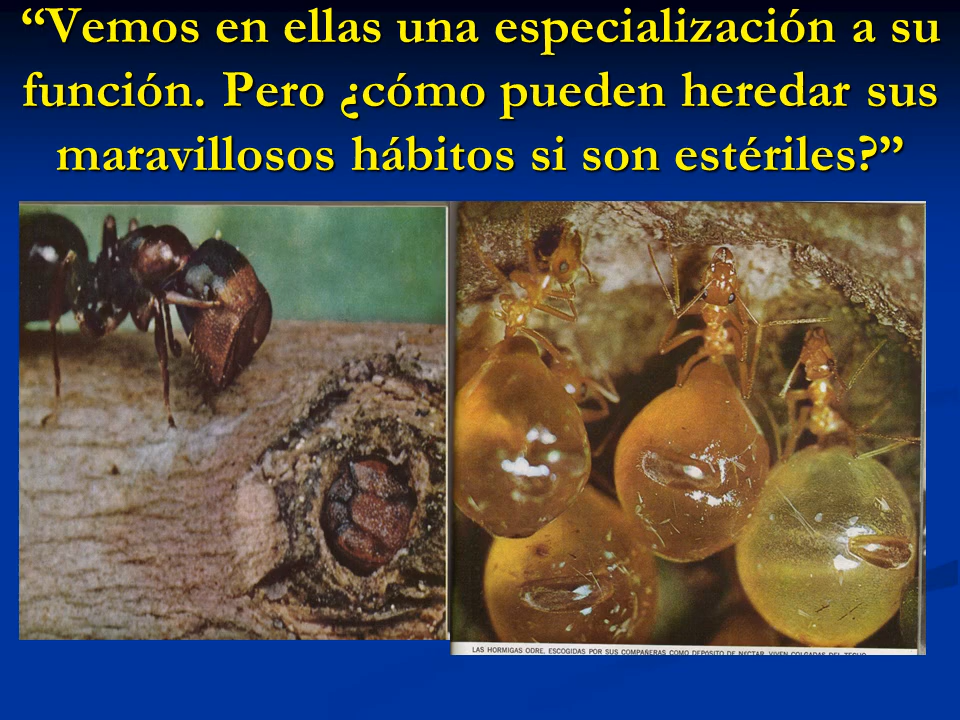 “Vemos en ellas una especialización a su
función. Pero ¿cómo pueden heredar sus
maravillosos hábitos si son estériles?”
LAS HORMIGAS ODRE, ESCOGIDAS POR SUS COMPAÑERAS COMO DEPOSITO DE NECTAR, VIVEN COLGADAS DEL TECHO